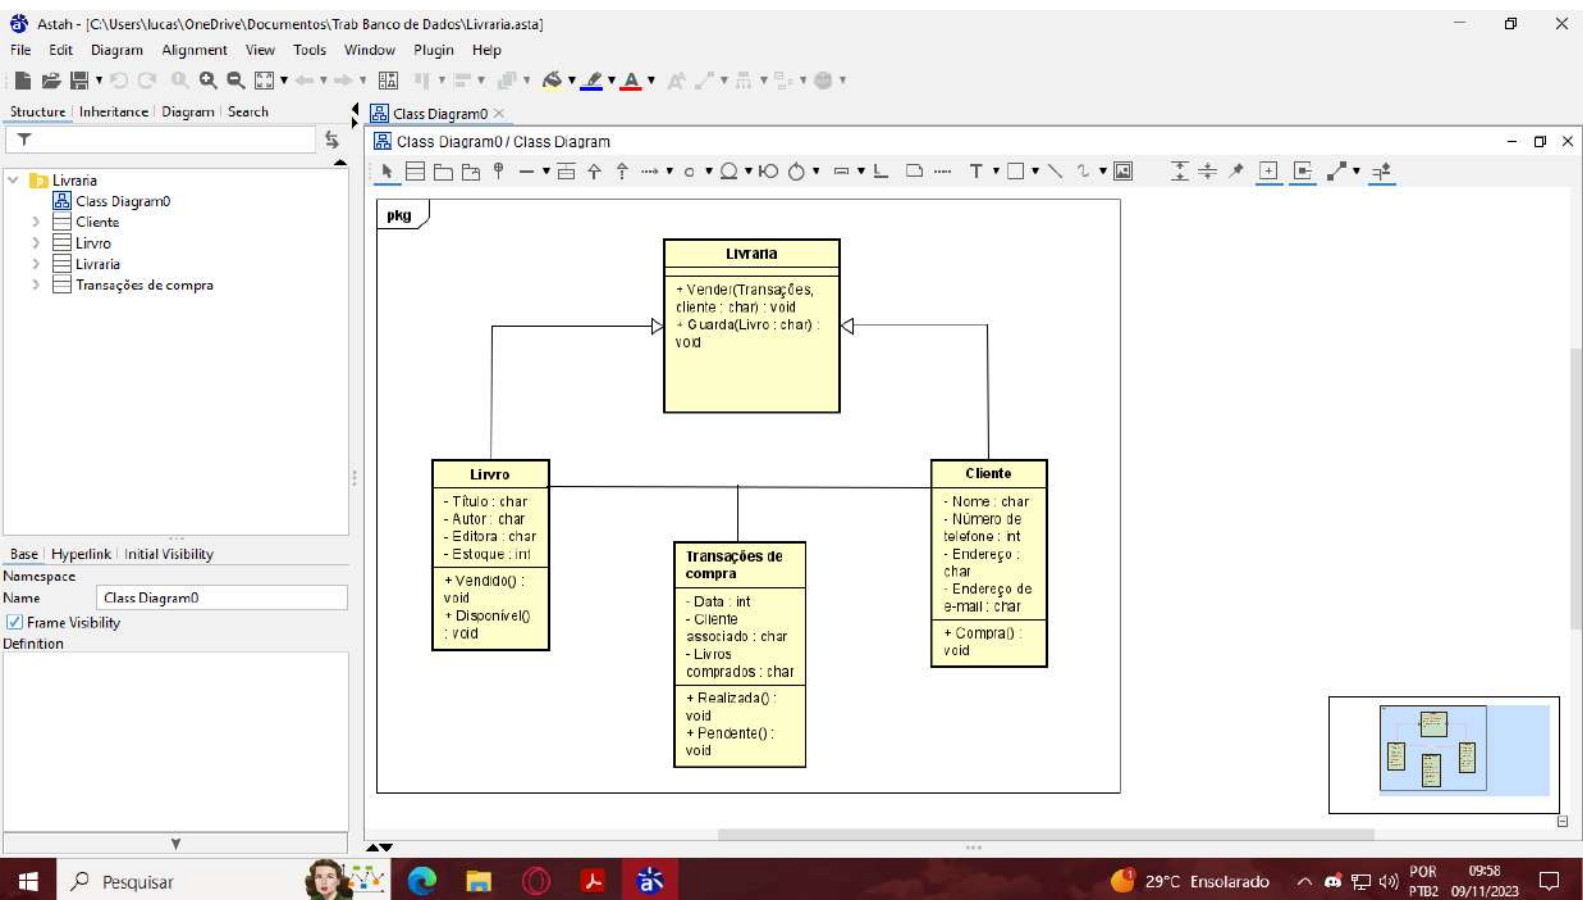 Astah - [C:\Users\lucas\OneDrive\Documentos\Trab Banco de Dados\Livraria.asta]
File Edit Diagram Alignment View Tools Window Plugin Help
Structure Inheritance Diagram Search
Class Diagram0
Class Diagram0 / Class Diagram
Livraria
Class Diagram0
Cliente
Lirvro
Livraria
Transações de compra
Base Hyperlink Initial Visibility
Namespace
Name Class Diagram0
Frame Visibility
Definition
pkg
Livraria
+ Vender(Transações,
cliente : char) : void
+ Guarda(Livro : char) :
void
Lirvro
- Título : char
- Autor : char
- Editora : char
- Estoque : int
+ Vendido() :
void
+ Disponível()
: void
Transações de
compra
- Data : int
- Cliente
associado : char
- Livros
comprados : char
+ Realizada() :
void
+ Pendente() :
void
Cliente
- Nome : char
- Número de
telefone : int
- Endereço :
char
- Endereço de
e-mail : char
+ Compra() :
void
Pesquisar
1
29°C Ensolarado
POR
PTB2
09:58
09/11/2023